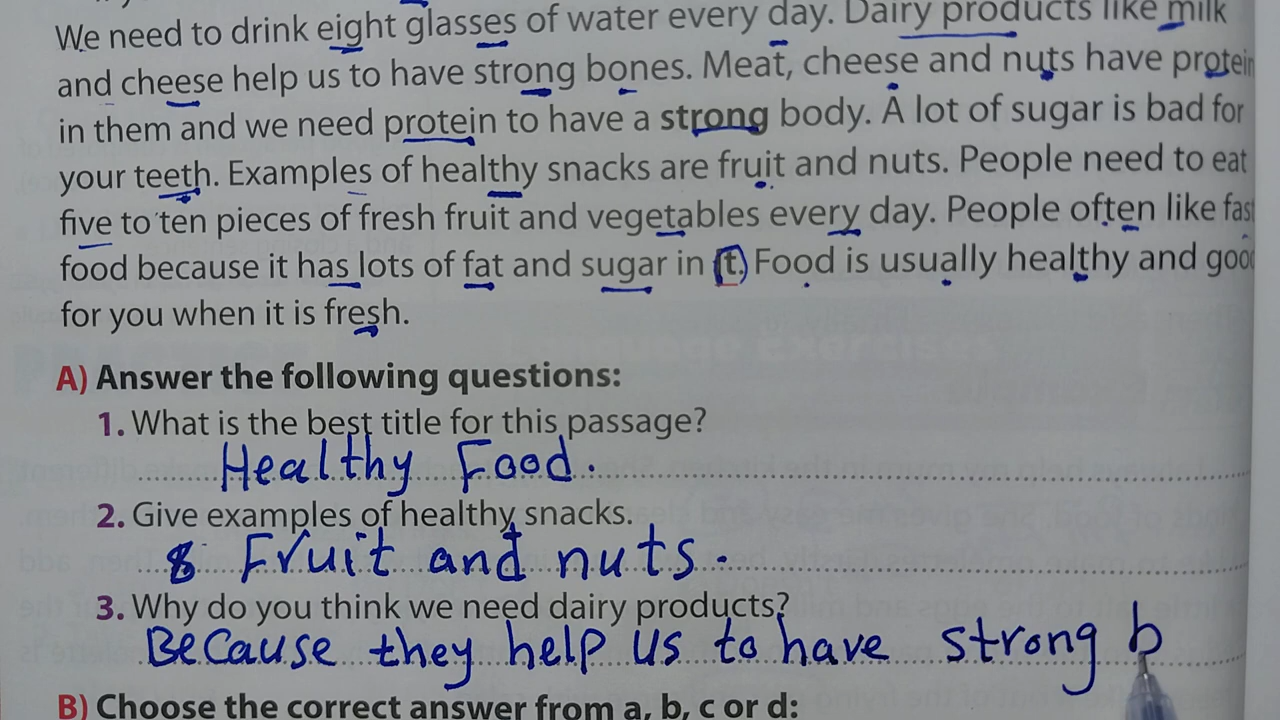 We need to drink eight glasses of water every day. Dairy products like milk
and cheese help us to have strong bones. Meat, cheese and nuts have protein
in them and we need protein to have a strong body. A lot of sugar is bad for
your teeth. Examples of healthy snacks are fruit and nuts. People need to eat
five to ten pieces of fresh fruit and vegetables every day. People often like fast
food because it has lots of fat and sugar in it. Food is usually healthy and good
for you when it is fresh.
A) Answer the following questions:
1. What is the best title for this passage?
Healthy Food.
2. Give examples of healthy snacks.
Fruit and nuts.
3. Why do you think we need dairy products?
Because they help us to have strong b
B) Choose the correct answer from a, b, c or d: